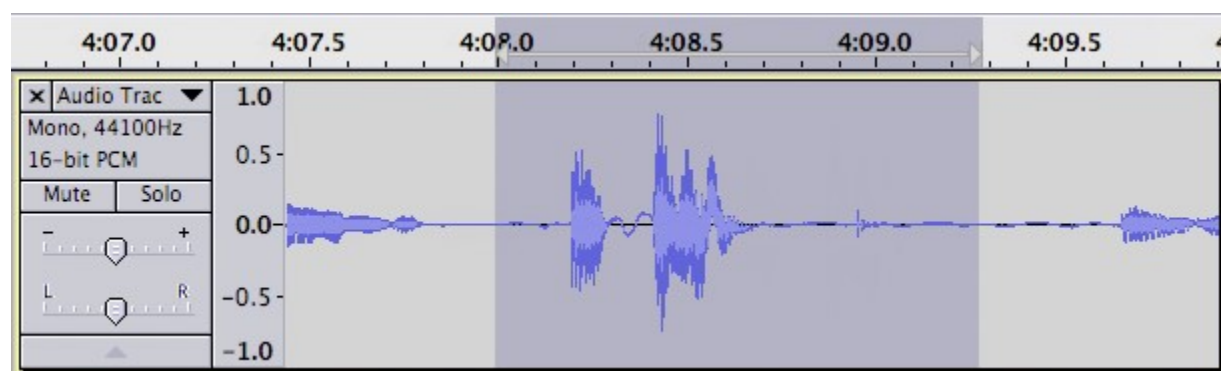 4:07.0 4:07.5 4:08.0 4:08.5 4:09.0 4:09.5
× Audio Trac ▼ 1.0
Mono, 44100Hz
16-bit PCM 0.5-
Mute Solo
- + 0.0-
L R -0.5-
-1.0